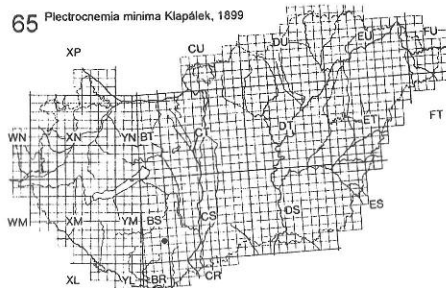 65 Plectrocnemia minima Klapálek, 1899
XP CU DU EU FU
WN XN YN BT CT DT ET FT
WM XM YM BS CS DS ES
XL YL BR CR